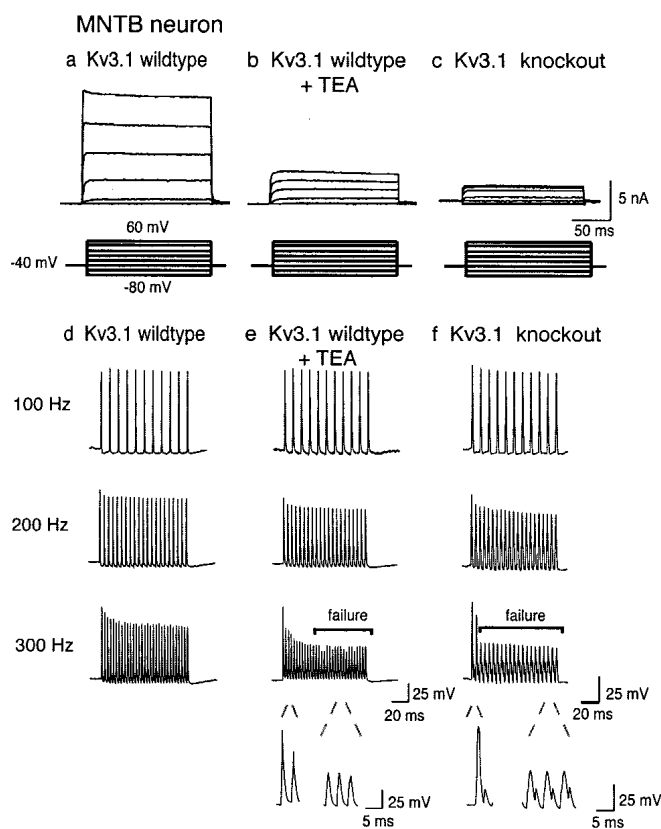 MNTB neuron
a Kv3.1 wildtype
b Kv3.1 wildtype
+ TEA
c Kv3.1 knockout
5 nA
50 ms
60 mV
-40 mV
-80 mV
d Kv3.1 wildtype
e Kv3.1 wildtype
+ TEA
f Kv3.1 knockout
100 Hz
200 Hz
300 Hz
failure
failure
25 mV
20 ms
25 mV
20 ms
25 mV
5 ms
25 mV
5 ms